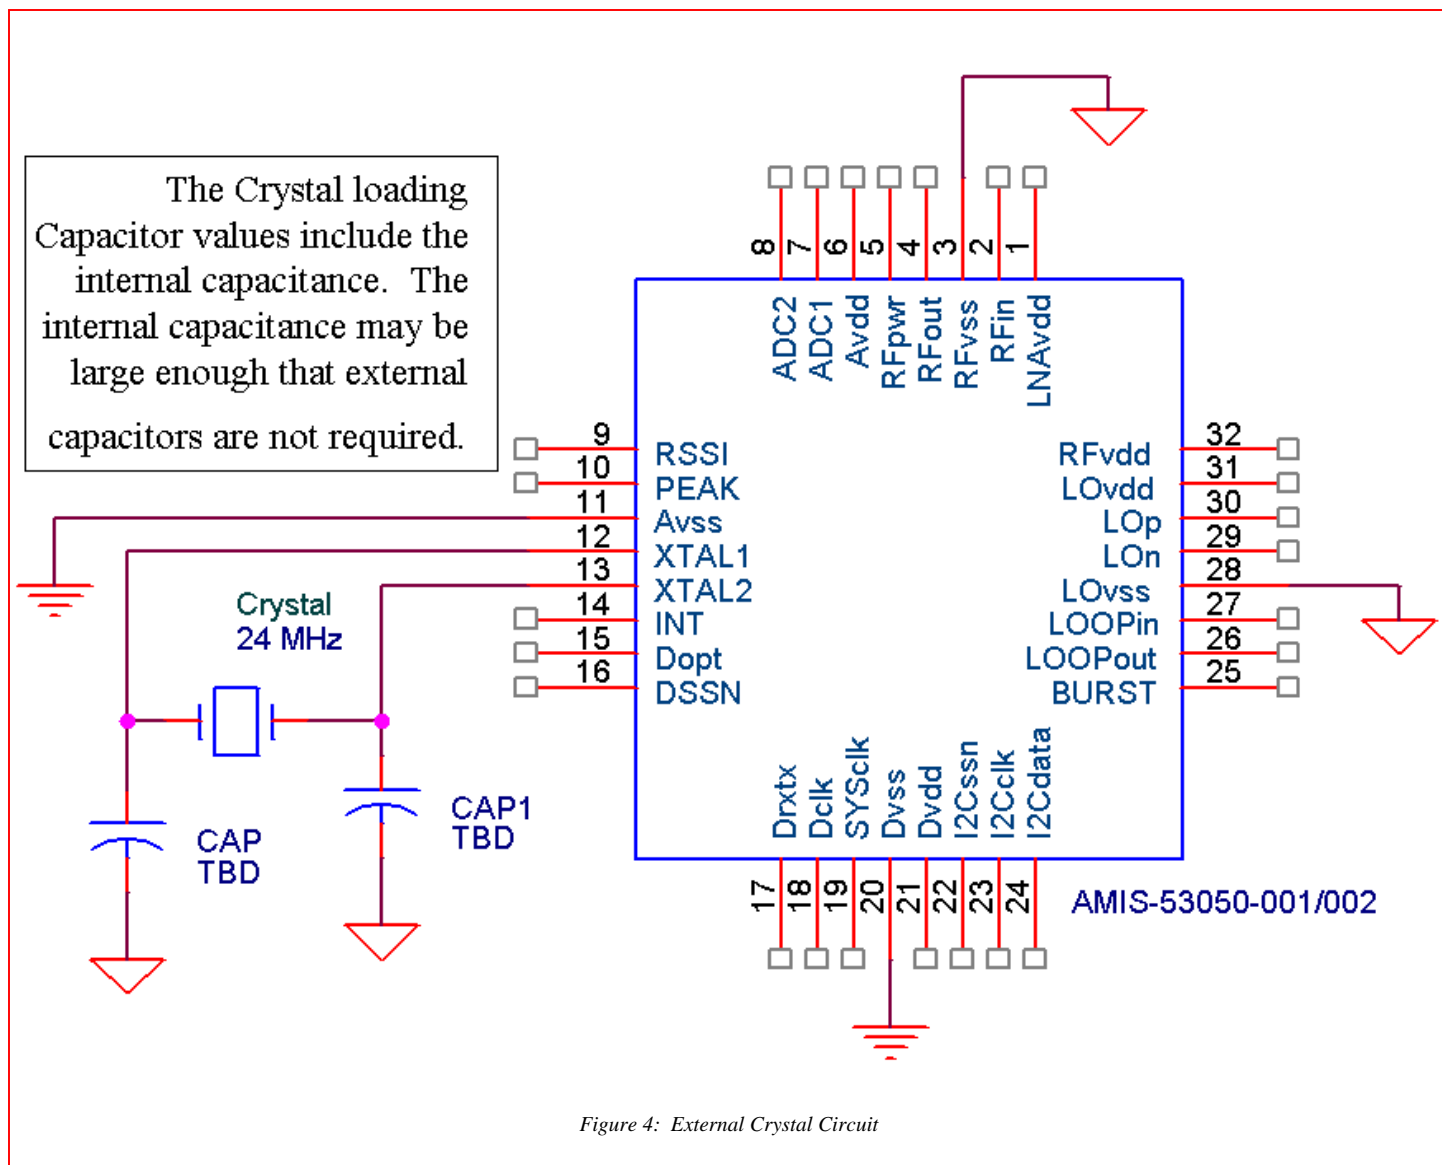 The Crystal loading
Capacitor values include the
internal capacitance. The
internal capacitance may be
large enough that external
capacitors are not required.
8
7
6
5
4
3
2
1
ADC2
ADC1
Avdd
RFpwr
RFout
RFvss
RFin
LNAvdd
9
RSSI
10
PEAK
11
Avss
12
XTAL1
13
XTAL2
14
INT
15
Dopt
16
DSSN
RFvdd
32
LOvdd
31
LOp
30
LOn
29
LOvss
28
LOOPin
27
LOOPout
26
BURST
25
Crystal
24 MHz
CAP
TBD
CAP1
TBD
Drxtx
Dclk
SYSclk
Dvss
Dvdd
I2Cssn
I2Cclk
I2Cdata
17
18
19
20
21
22
23
24
AMIS-53050-001/002
Figure 4: External Crystal Circuit